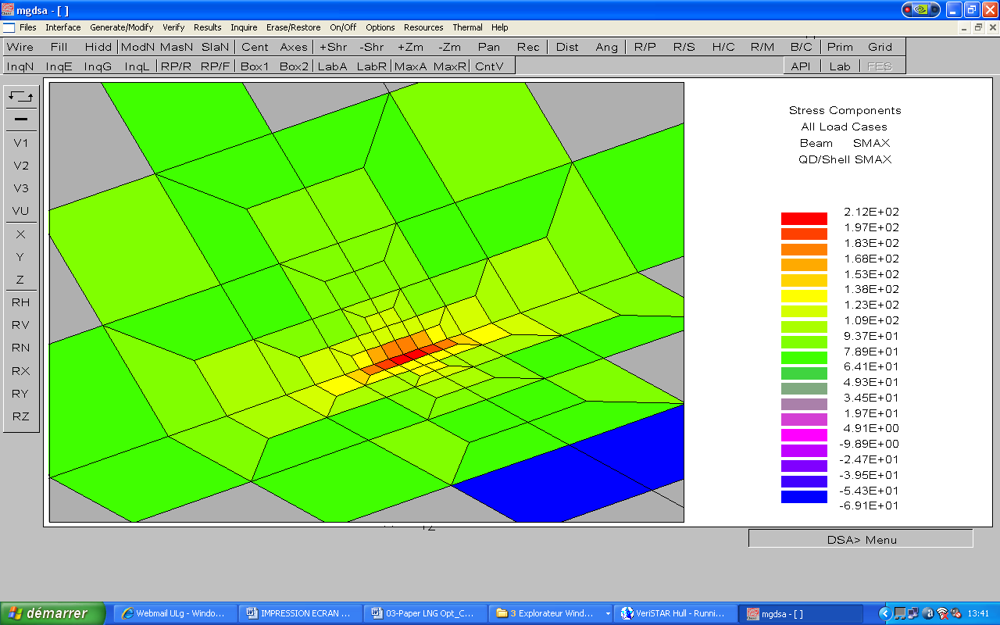 mgdsa - [ ]
Files Interface Generate/Modify Verify Results Inquire Erase/Restore On/Off Options Resources Thermal Help
Wire Fill Hidd ModN MasN SlaN Cent Axes +Shr -Shr +Zm -Zm Pan Rec Dist Ang R/P R/S H/C R/M B/C Prim Grid
InqN InqE InqG InqL RP/R RP/F Box1 Box2 LabA LabR MaxA MaxR CntV API Lab FES
V1
V2
V3
VU
X
Y
Z
RH
RV
RN
RX
RY
RZ
Stress Components
All Load Cases
Beam SMAX
QD/Shell SMAX
2.12E+02
1.97E+02
1.83E+02
1.68E+02
1.53E+02
1.38E+02
1.23E+02
1.09E+02
9.37E+01
7.89E+01
6.41E+01
4.93E+01
3.45E+01
1.97E+01
4.91E+00
-9.89E+00
-2.47E+01
-3.95E+01
-5.43E+01
-6.91E+01
DSA> Menu
démarrer Webmail ULg - Windo... IMPRESSION ECRAN ... 03-Paper LNG Opt_C... 3 Explorateur Wind... VeriSTAR Hull - Runni... mgdsa - [ ] 13:41